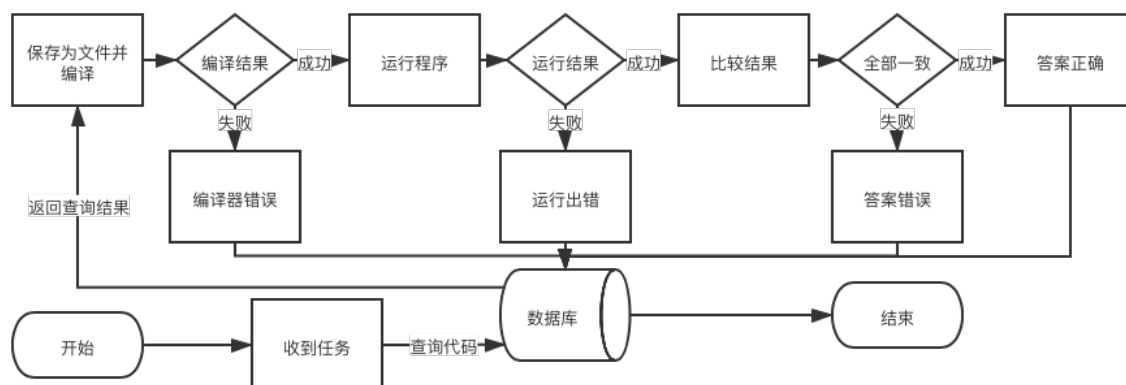 保存为文件并
编译
编译结果
成功
运行程序
运行结果
成功
比较结果
全部一致
成功
答案正确
失败
失败
失败
编译器错误
运行出错
答案错误
返回查询结果
数据库
结束
开始
收到任务
查询代码